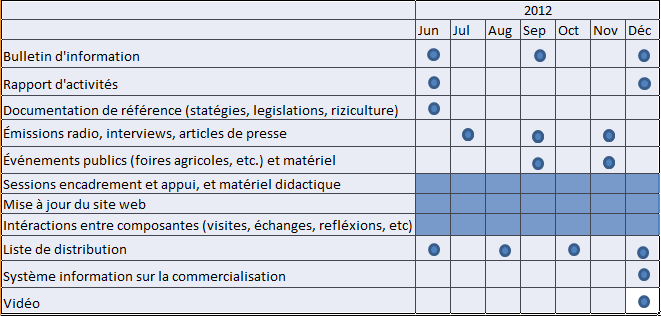 2012
Jun Jul Aug Sep Oct Nov Déc
Bulletin d'information
Rapport d'activités
Documentation de référence (statégies, legislations, riziculture)
Émissions radio, interviews, articles de presse
Événements publics (foires agricoles, etc.) et matériel
Sessions encadrement et appui, et matériel didactique
Mise à jour du site web
Intéractions entre composantes (visites, échanges, refléxions, etc)
Liste de distribution
Système information sur la commercialisation
Vidéo